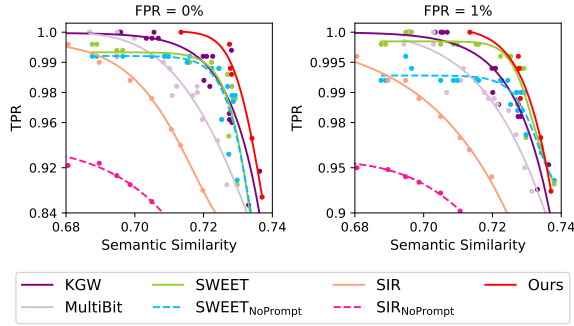 FPR = 0%
FPR = 1%
1.0
0.99
0.98
0.96
0.92
0.84
TPR
0.68 0.70 0.72 0.74
Semantic Similarity
1.0
0.995
0.99
0.98
0.95
0.9
TPR
0.68 0.70 0.72 0.74
Semantic Similarity
KGW SWEET SIR Ours
MultiBit SWEET_NoPrompt SIR_NoPrompt